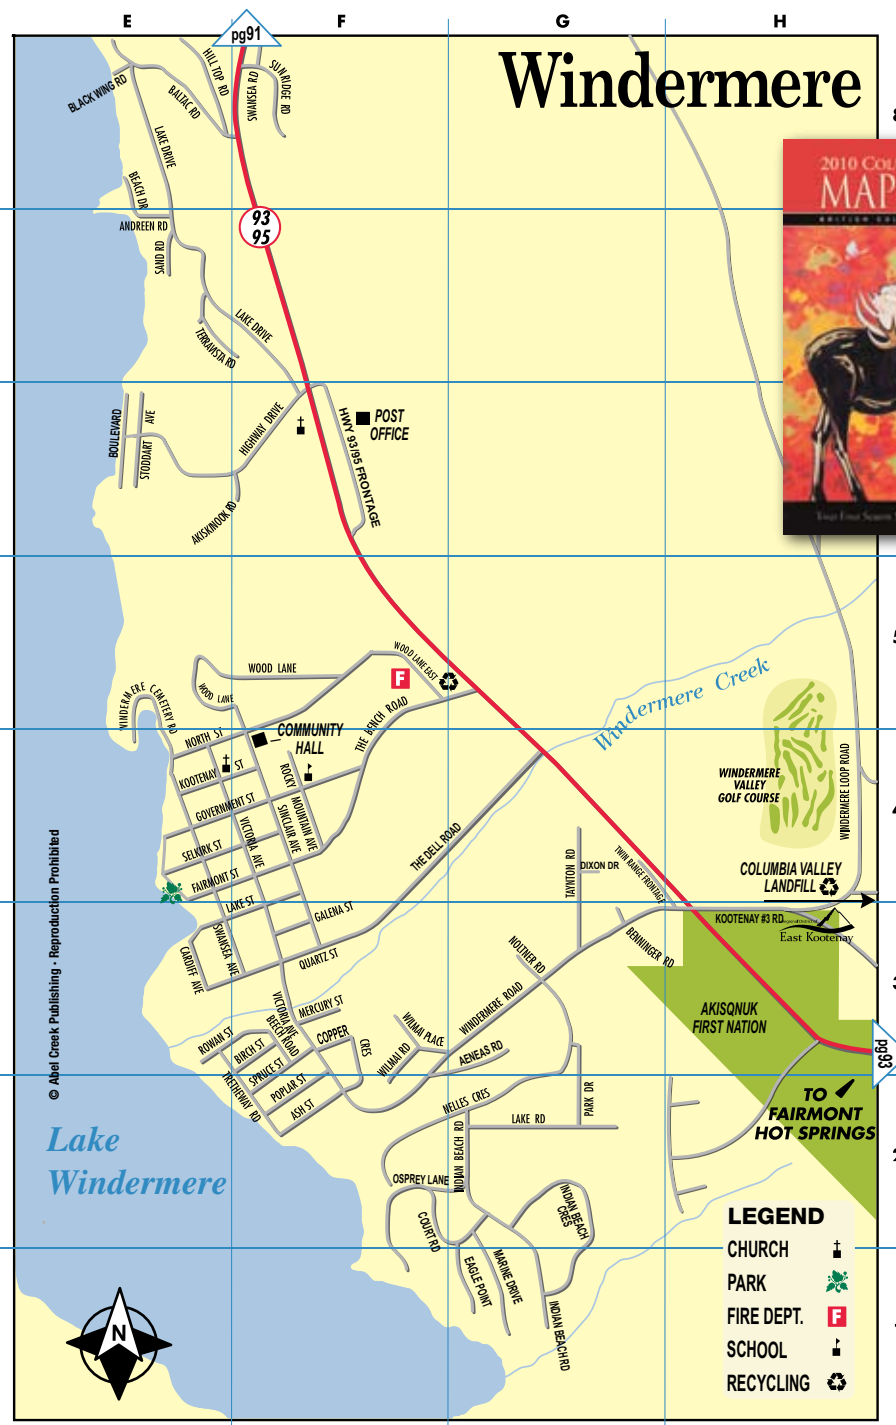 E
F
G
H
pg91
Windermere
BLACK WING RD
BALTAC RD
HILL TOP RD
SWANSEA RD
SUNRIDGE RD
LAKE DRIVE
BEACH DR
ANDREEN RD
SAND RD
93
95
LAKE DRIVE
TERRAVISTA RD
2010 COL
MAP
BOULEVARD
STODDART AVE
HIGHWAY DRIVE
AKISKINOOK RD
HWY 93/95 FRONTAGE
POST
OFFICE
5
WOOD LANE
WOOD LANE
WOOD LANE EAST
F
WINDERMERE CEMETERY RD
NORTH ST
COMMUNITY
HALL
THE BENCH ROAD
Windermere Creek
KOOTENAY ST
ROCKY MOUNTAIN AVE
GOVERNMENT ST
SINCLAIR AVE
VICTORIA AVE
SELKIRK ST
FAIRMONT ST
LAKE ST
GALENA ST
SWANSEA AVE
CARDIFF AVE
QUARTZ ST
THE DELL ROAD
WINDERMERE
VALLEY
GOLF COURSE
WINDERMERE LOOP ROAD
4
TAYNTON RD
DIXON DR
TWIN RANGE FRONTAGE
COLUMBIA VALLEY
LANDFILL
KOOTENAY #3 RD
East Kootenay
BENNINGER RD
NOLTNER RD
WINDERMERE ROAD
3
AKISQNUK
FIRST NATION
pg93
VICTORIA AVE
MERCURY ST
BEECH ROAD
COPPER CRES
ROWAN ST
BIRCH ST
SPRUCE ST
POPLAR ST
ASH ST
TRETHEWAY RD
WILMAI PLACE
WILMAI RD
AENEAS RD
NELLES CRES
PARK DR
LAKE RD
INDIAN BEACH RD
OSPREY LANE
COURT RD
INDIAN BEACH
CRES
EAGLE POINT
MARINE DRIVE
INDIAN BEACH RD
TO
FAIRMONT
HOT SPRINGS
2
© Abel Creek Publishing - Reproduction Prohibited
Lake
Windermere
N
LEGEND
CHURCH
PARK
FIRE DEPT.
F
SCHOOL
RECYCLING